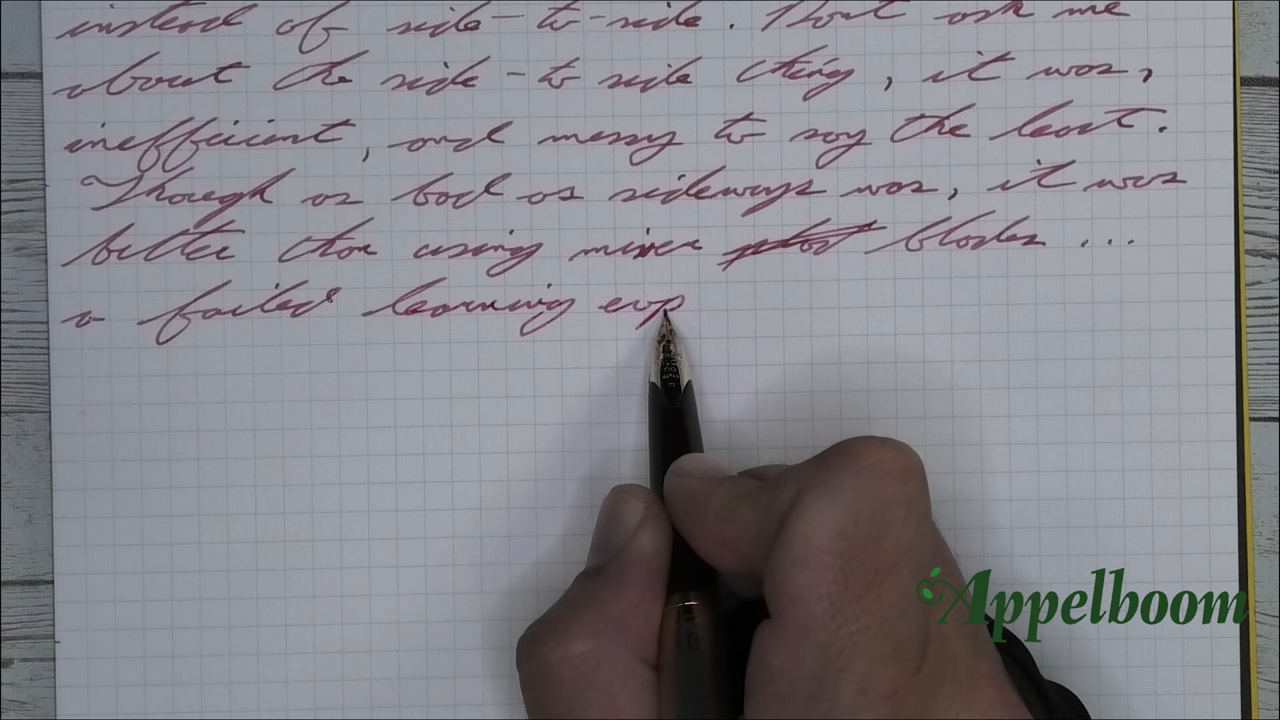 instead of side-to-side. Dont ask me
about the side-to side thing, it was,
inefficient, and messy to say the least.
Though as bad as sideways was, it was
better than using mixer blades ...
a failed learning exp
Appelboom